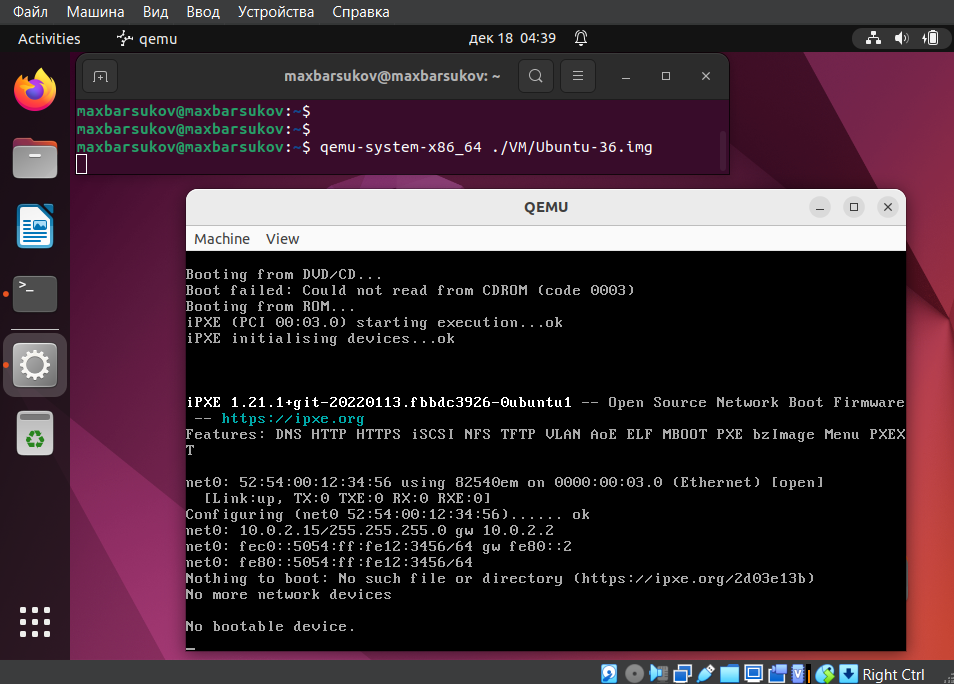 Файл Машина Вид Ввод Устройства Справка
Activities qemu дек 18 04:39
maxbarsukov@maxbarsukov: ~
maxbarsukov@maxbarsukov:~$
maxbarsukov@maxbarsukov:~$
maxbarsukov@maxbarsukov:~$ qemu-system-x86_64 ./VM/Ubuntu-36.img
QEMU
Machine View
Booting from DVD/CD...
Boot failed: Could not read from CDROM (code 0003)
Booting from ROM...
iPXE (PCI 00:03.0) starting execution...ok
iPXE initialising devices...ok
iPXE 1.21.1+git-20220113.fbbdc3926-0ubuntu1 -- Open Source Network Boot Firmware
-- https://ipxe.org
Features: DNS HTTP HTTPS iSCSI NFS TFTP VLAN AoE ELF MBOOT PXE bzImage Menu PXEX
T
net0: 52:54:00:12:34:56 using 82540em on 0000:00:03.0 (Ethernet) [open]
[Link:up, TX:0 TXE:0 RX:0 RXE:0]
Configuring (net0 52:54:00:12:34:56)...... ok
net0: 10.0.2.15/255.255.255.0 gw 10.0.2.2
net0: fec0::5054:ff:fe12:3456/64 gw fe80::2
net0: fe80::5054:ff:fe12:3456/64
Nothing to boot: No such file or directory (https://ipxe.org/2d03e13b)
No more network devices
No bootable device.
Right Ctrl